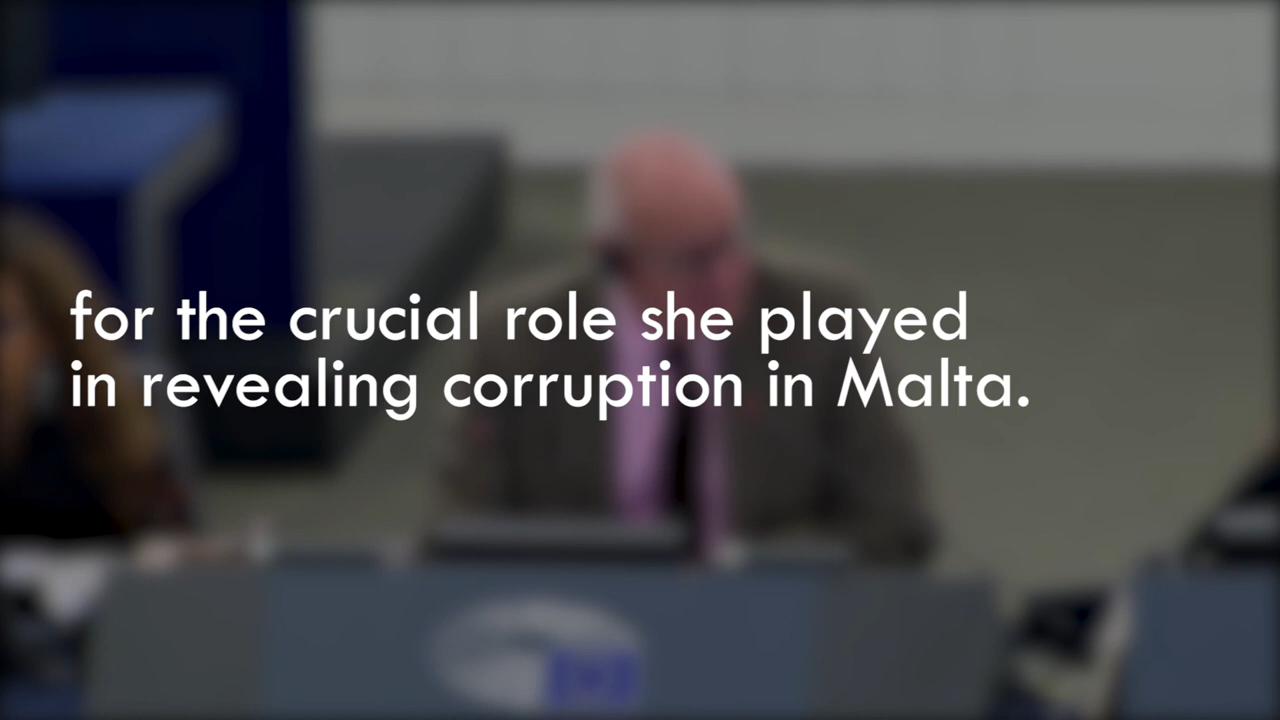 for the crucial role she played
in revealing corruption in Malta.